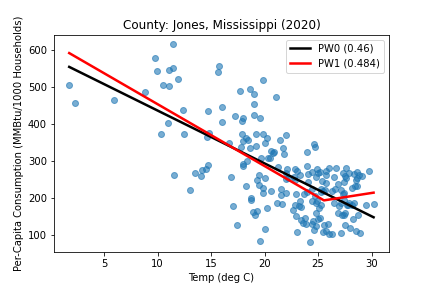 County: Jones, Mississippi (2020)
PW0 (0.46)
PW1 (0.484)
Per-Capita Consumption (MMBtu/1000 Households)
600
500
400
300
200
100
5 10 15 20 25 30
Temp (deg C)